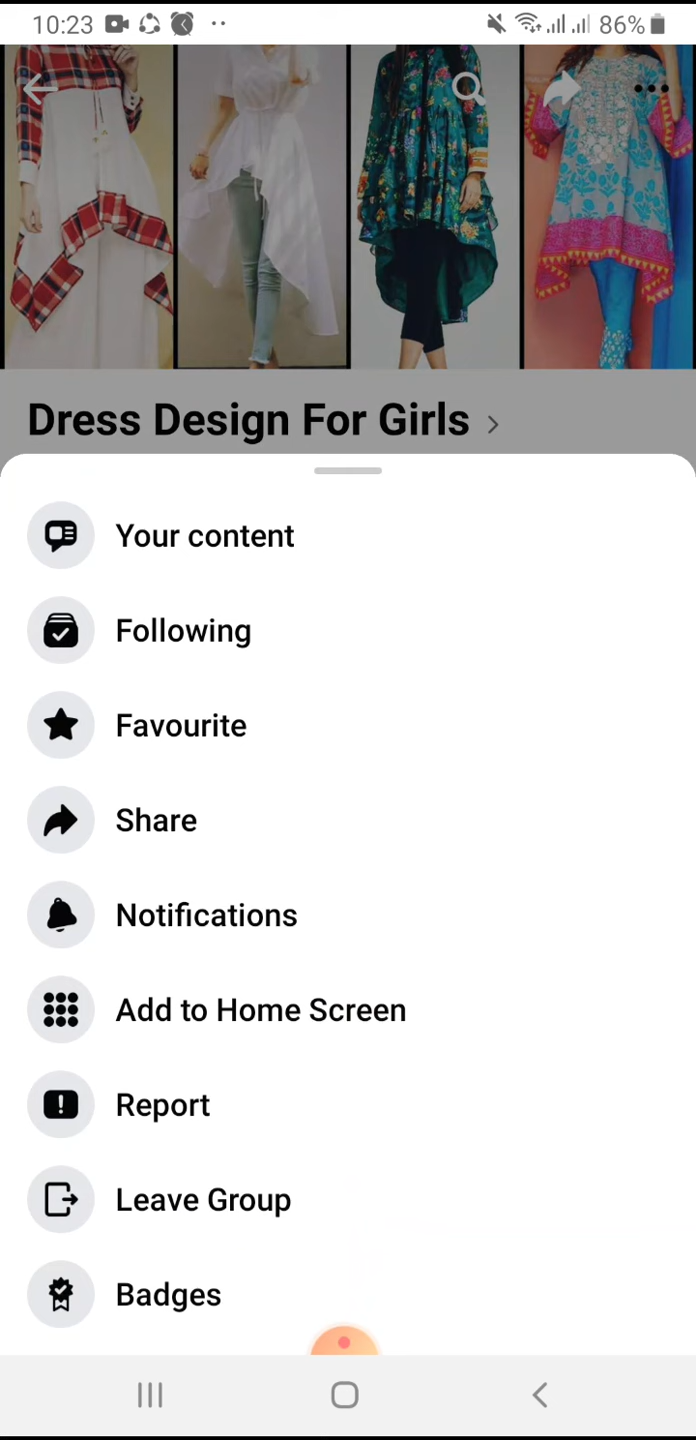 10:23
86%
Dress Design For Girls
Your content
Following
Favourite
Share
Notifications
Add to Home Screen
Report
Leave Group
Badges